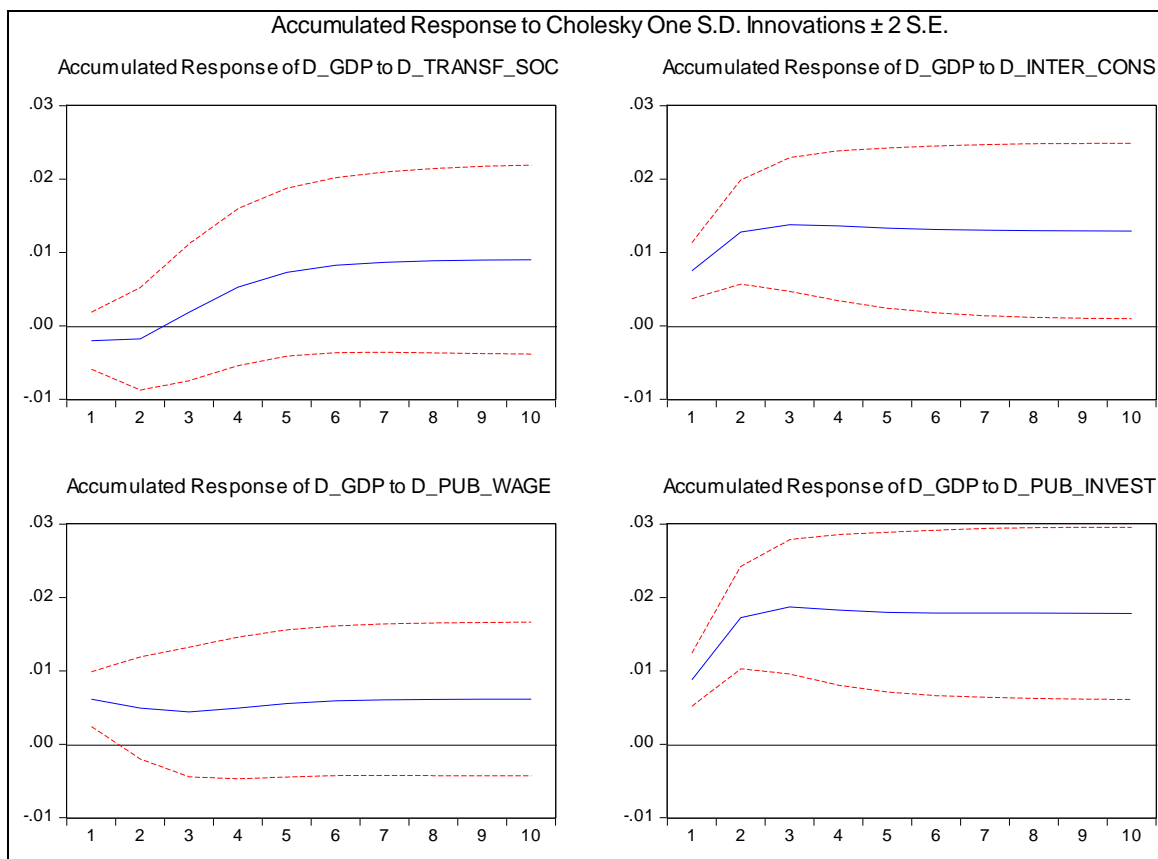 Accumulated Response to Cholesky One S.D. Innovations ± 2 S.E.
Accumulated Response of D_GDP to D_TRANSF_SOC
.03
.02
.01
.00
-.01
1 2 3 4 5 6 7 8 9 10
Accumulated Response of D_GDP to D_INTER_CONS
.03
.02
.01
.00
-.01
1 2 3 4 5 6 7 8 9 10
Accumulated Response of D_GDP to D_PUB_WAGE
.03
.02
.01
.00
-.01
1 2 3 4 5 6 7 8 9 10
Accumulated Response of D_GDP to D_PUB_INVEST
.03
.02
.01
.00
-.01
1 2 3 4 5 6 7 8 9 10